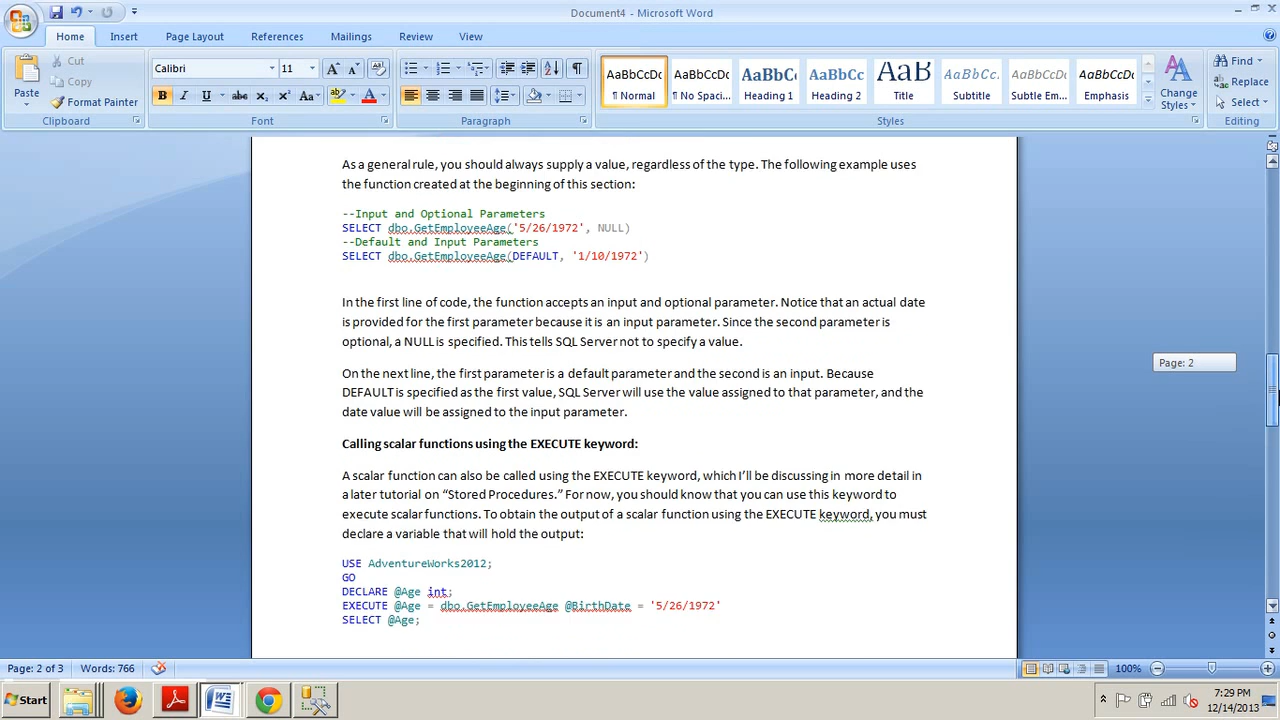 Document4 - Microsoft Word
Home Insert Page Layout References Mailings Review View
Paste
Cut
Copy
Format Painter
Clipboard
Calibri 11
Font
Paragraph
AaBbCcDc AaBbCcDc AaBbCc AaBbCc AaB AaBbCc. AaBbCcDc AaBbCcDc
¶ Normal ¶ No Spaci... Heading 1 Heading 2 Title Subtitle Subtle Em... Emphasis
Change Styles
Styles
Find
Replace
Select
Editing
As a general rule, you should always supply a value, regardless of the type. The following example uses
the function created at the beginning of this section:
--Input and Optional Parameters
SELECT dbo.GetEmployeeAge('5/26/1972', NULL)
--Default and Input Parameters
SELECT dbo.GetEmployeeAge(DEFAULT, '1/10/1972')
In the first line of code, the function accepts an input and optional parameter. Notice that an actual date
is provided for the first parameter because it is an input parameter. Since the second parameter is
optional, a NULL is specified. This tells SQL Server not to specify a value.
On the next line, the first parameter is a default parameter and the second is an input. Because
DEFAULT is specified as the first value, SQL Server will use the value assigned to that parameter, and the
date value will be assigned to the input parameter.
Calling scalar functions using the EXECUTE keyword:
A scalar function can also be called using the EXECUTE keyword, which I’ll be discussing in more detail in
a later tutorial on “Stored Procedures.” For now, you should know that you can use this keyword to
execute scalar functions. To obtain the output of a scalar function using the EXECUTE keyword, you must
declare a variable that will hold the output:
USE AdventureWorks2012;
GO
DECLARE @Age int;
EXECUTE @Age = dbo.GetEmployeeAge @BirthDate = '5/26/1972'
SELECT @Age;
Page: 2
Page: 2 of 3 Words: 766 100%
Start
7:29 PM
12/14/2013